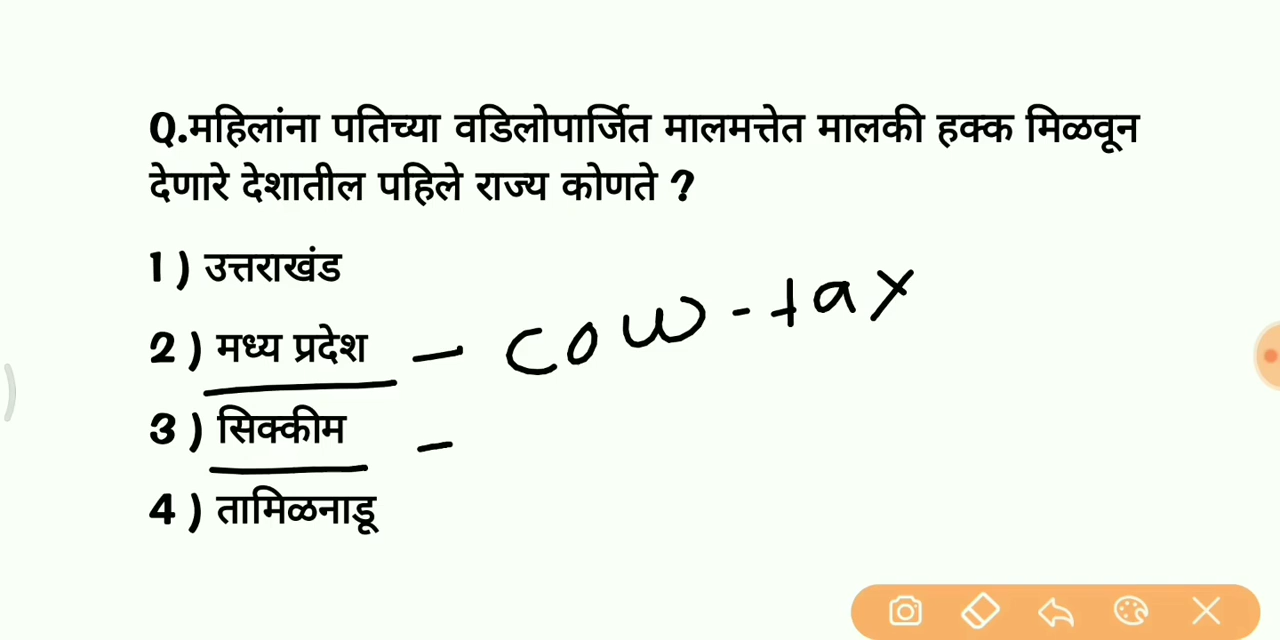 Q.महिलांना पतिच्या वडिलोपार्जित मालमत्तेत मालकी हक्क मिळवून
देणारे देशातील पहिले राज्य कोणते ?
1 ) उत्तराखंड
2 ) मध्य प्रदेश - cow-tax
3 ) सिक्कीम -
4 ) तामिळनाडू